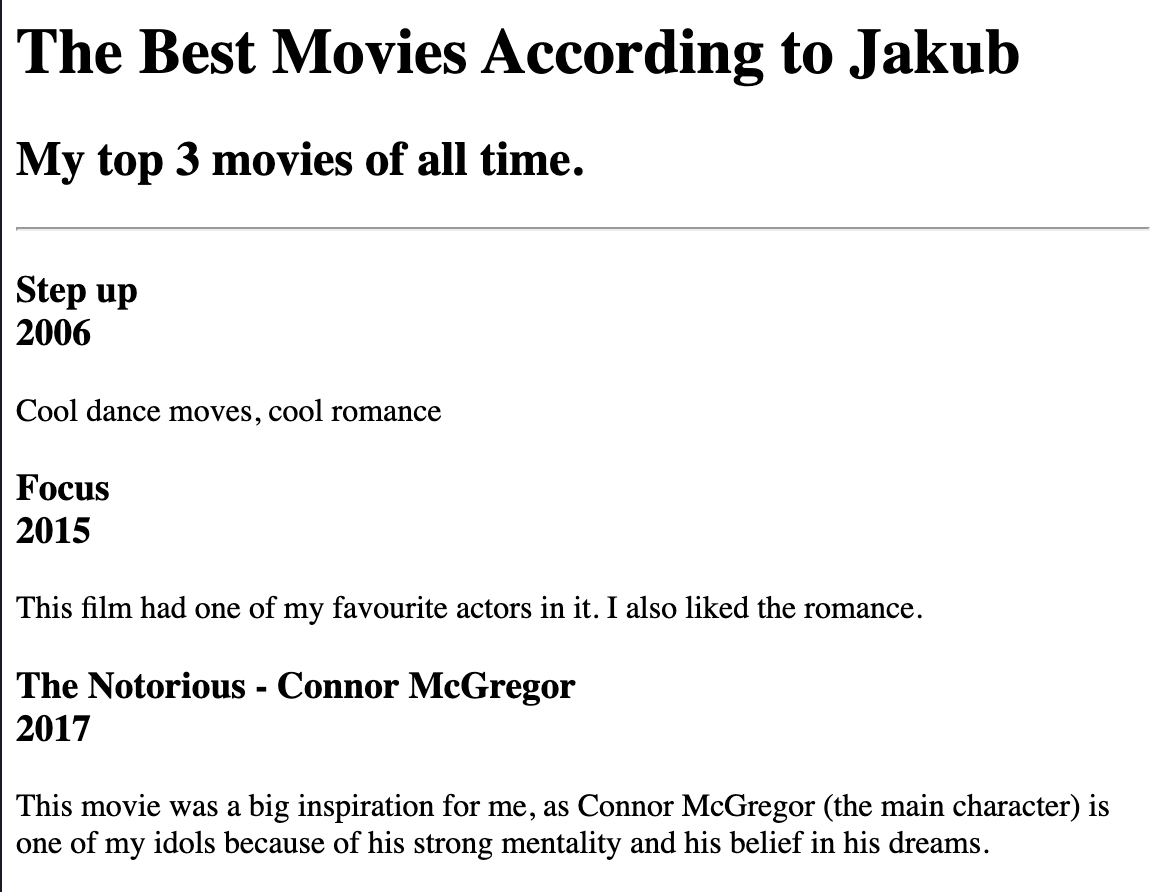 The Best Movies According to Jakub
My top 3 movies of all time.
Step up
2006
Cool dance moves, cool romance
Focus
2015
This film had one of my favourite actors in it. I also liked the romance.
The Notorious - Connor McGregor
2017
This movie was a big inspiration for me, as Connor McGregor (the main character) is
one of my idols because of his strong mentality and his belief in his dreams.